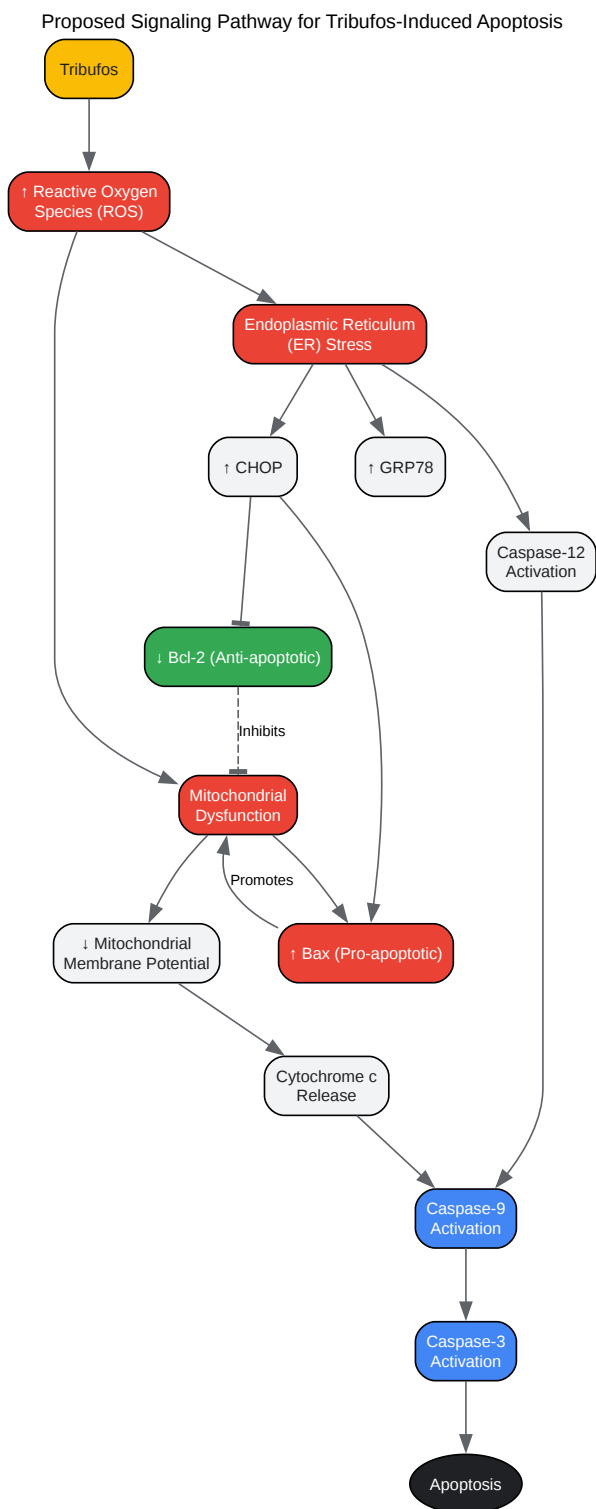 Proposed Signaling Pathway for Tribufos-Induced Apoptosis
Tribufos
↑ Reactive Oxygen
Species (ROS)
Endoplasmic Reticulum
(ER) Stress
↑ CHOP
↑ GRP78
Caspase-12
Activation
↓ Bcl-2 (Anti-apoptotic)
Inhibits
Mitochondrial
Dysfunction
Promotes
↓ Mitochondrial
Membrane Potential
↑ Bax (Pro-apoptotic)
Cytochrome c
Release
Caspase-9
Activation
Caspase-3
Activation
Apoptosis